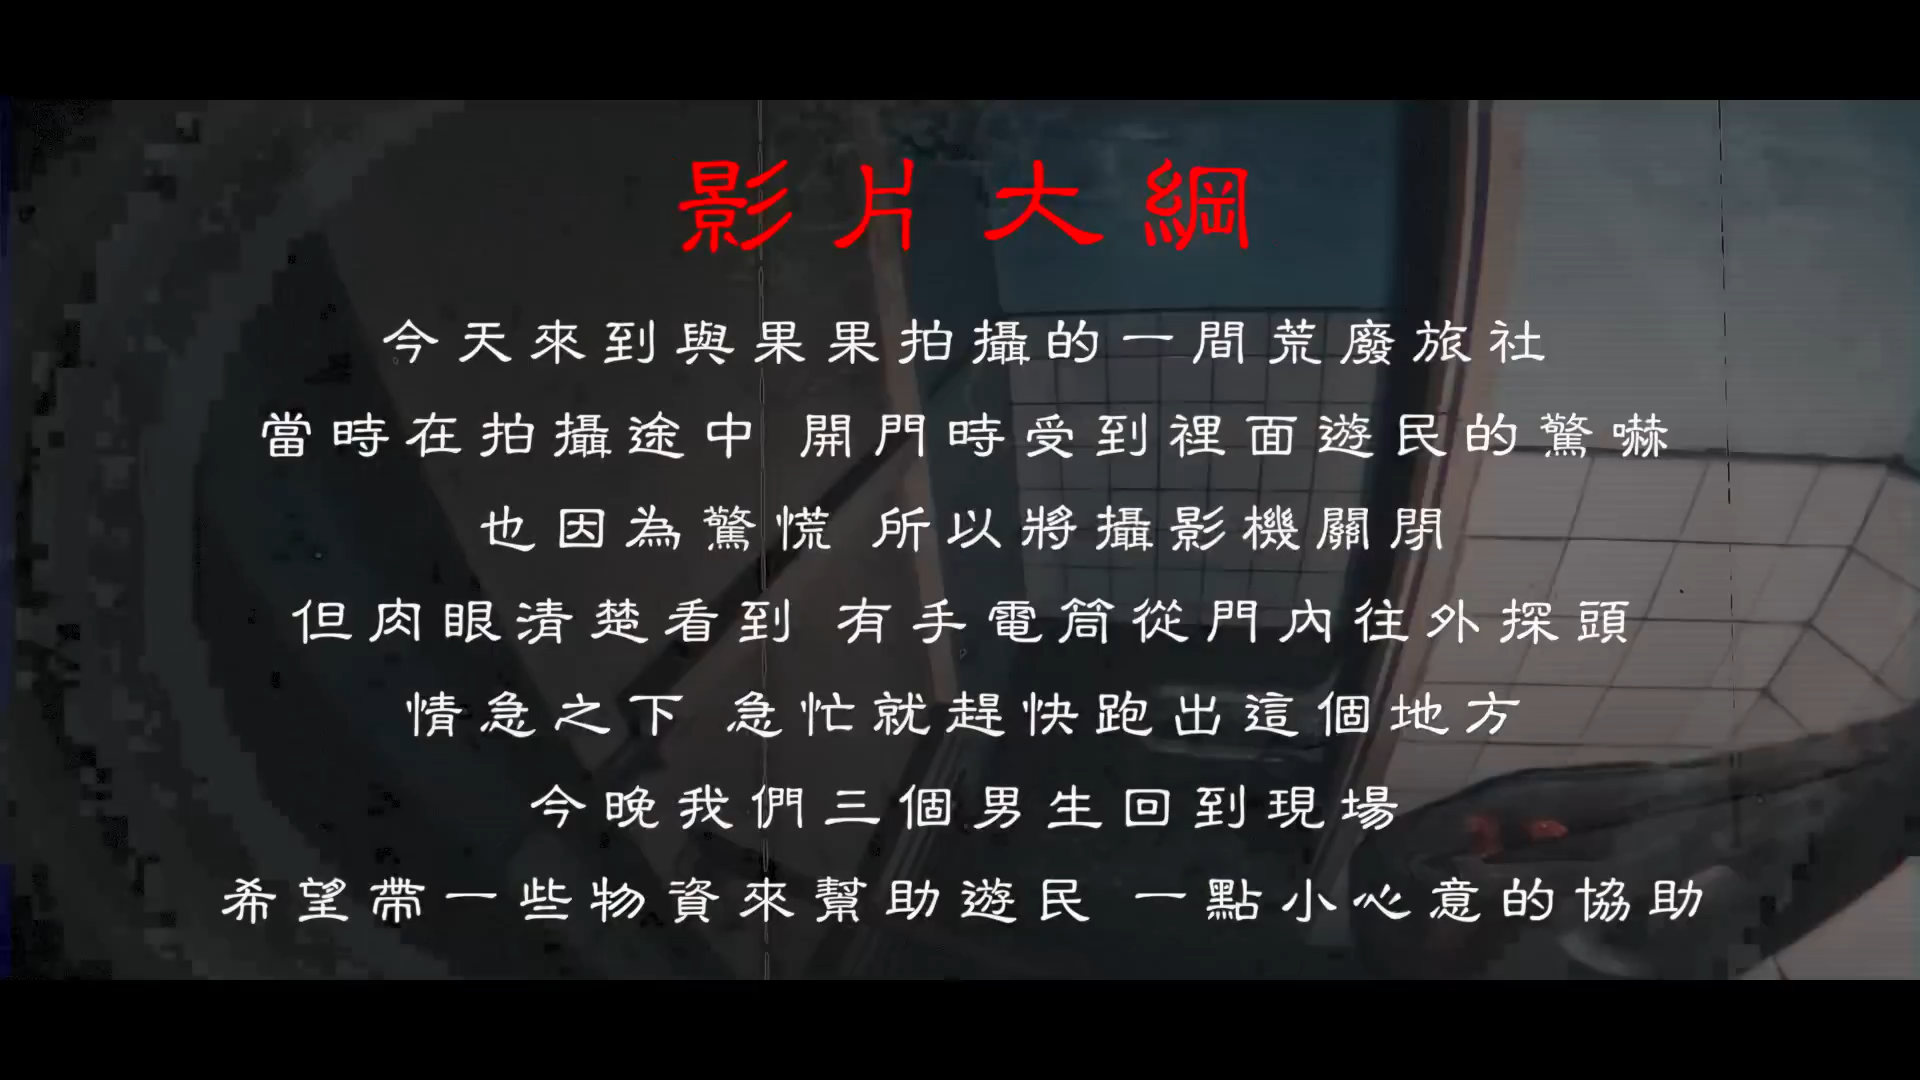 影片大綱
今天來到與果果拍攝的一間荒廢旅社
當時在拍攝途中 開門時受到裡面遊民的驚嚇
也因為驚慌 所以將攝影機關閉
但肉眼清楚看到 有手電筒從門內往外探頭
情急之下 急忙就趕快跑出這個地方
今晚我們三個男生回到現場
希望帶一些物資來幫助遊民 一點小心意的協助